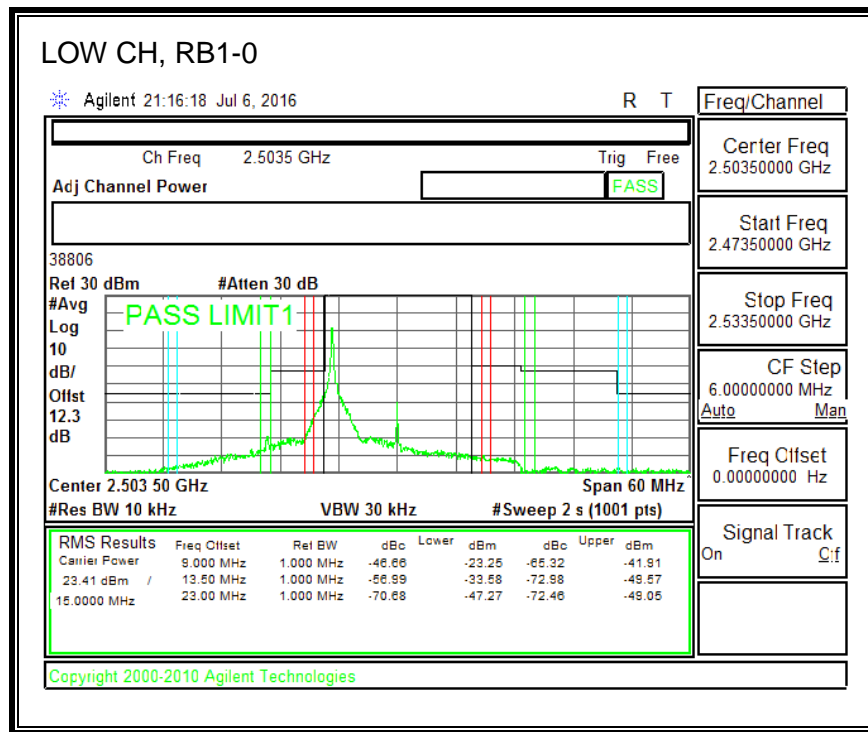 LOW CH, RB1-0
Agilent 21:16:18 Jul 6, 2016 R T
Freq/Channel
Ch Freq 2.5035 GHz Trig Free
Adj Channel Power PASS
Center Freq
2.50350000 GHz
Start Freq
2.47350000 GHz
Stop Freq
2.53350000 GHz
CF Step
6.00000000 MHz
Auto Man
Freq Offset
0.00000000 Hz
Signal Track
On Off
38806
Ref 30 dBm #Atten 30 dB
#Avg
Log
10
dB/
Offst
12.3
dB
PASS LIMIT1
Center 2.503 50 GHz Span 60 MHz
#Res BW 10 kHz VBW 30 kHz #Sweep 2 s (1001 pts)
RMS Results Freq Offset Ref BW dBc Lower dBm dBc Upper dBm
Carrier Power 9.000 MHz 1.000 MHz -46.66 -23.25 -65.32 -41.91
23.41 dBm / 13.50 MHz 1.000 MHz -56.99 -33.58 -72.98 -49.57
15.0000 MHz 23.00 MHz 1.000 MHz -70.68 -47.27 -72.46 -49.05
Copyright 2000-2010 Agilent Technologies